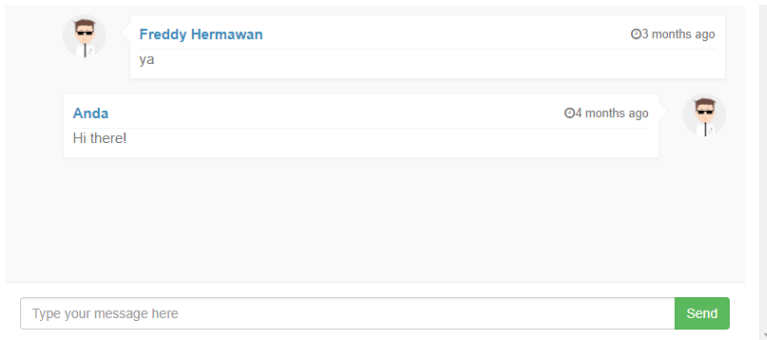 Freddy Hermawan
3 months ago
ya
Anda
4 months ago
Hi there!
Type your message here
Send